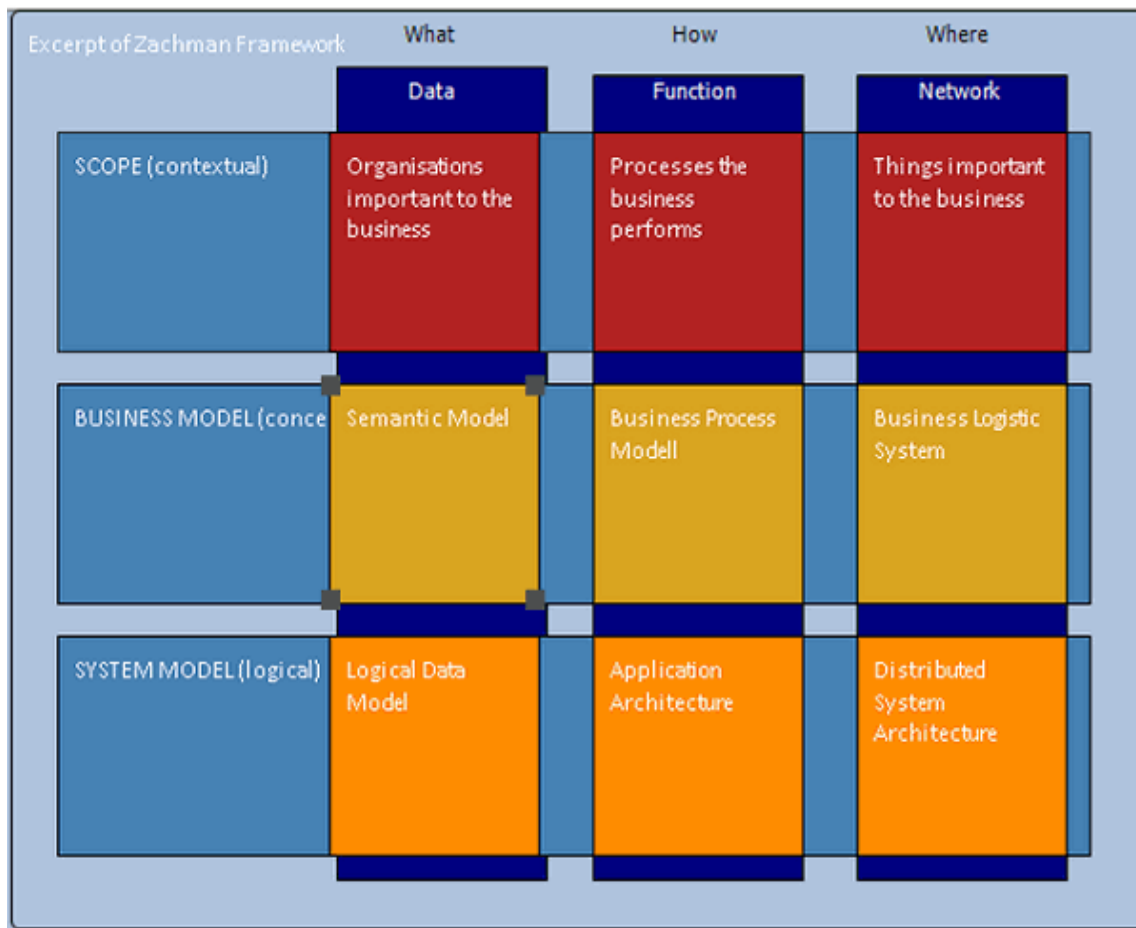 What How Where
Excerpt of Zachman Framework
Data Function Network
SCOPE (contextual)
Organisations
important to the
business
Processes the
business
performs
Things important
to the business
BUSINESS MODEL (conce
Semantic Model
Business Process
Modell
Business Logistic
System
SYSTEM MODEL (logical)
Logical Data
Model
Application
Architecture
Distributed
System
Architecture